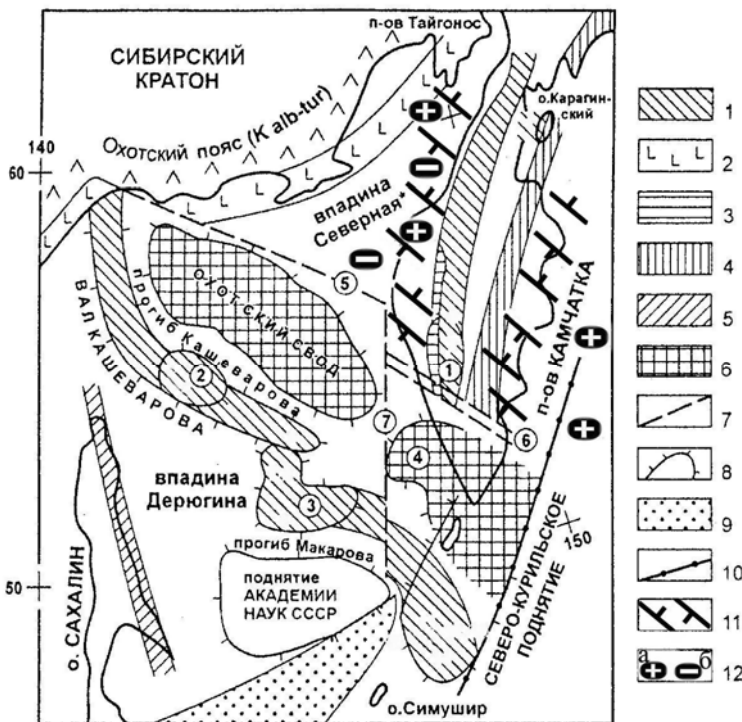 п-ов Тайгонос
СИБИРСКИЙ
КРАТОН
о.Карагин-
ский
Охотский пояс (K alb-tur)
140
60
впадина
Северная*
5
ОХОТСКИЙ СВОД
прогиб Кашеварова
ВАЛ КАШЕВАРОВА
2
1
п-ов КАМЧАТКА
7
6
4
впадина
Дерюгина
3
150
прогиб Макарова
50
поднятие
АКАДЕМИИ
НАУК СССР
СЕВЕРО-КУРИЛЬСКОЕ
ПОДНЯТИЕ
о. САХАЛИН
о.Симушир
1
2
3
4
5
6
7
8
9
10
11
а б
12